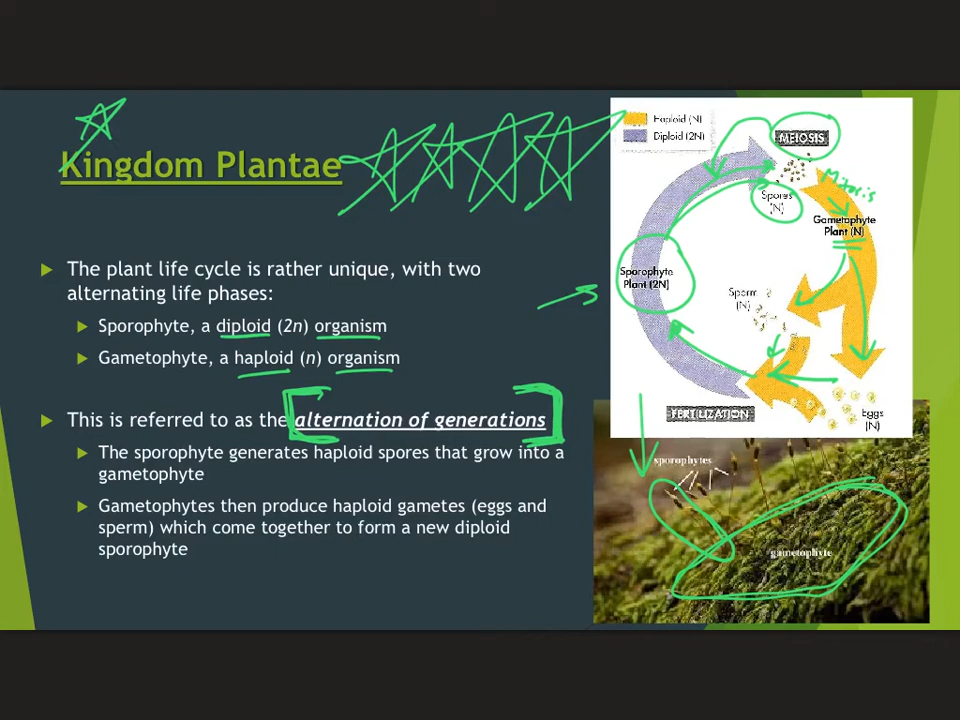 Kingdom Plantae
The plant life cycle is rather unique, with two
alternating life phases:
Sporophyte, a diploid (2n) organism
Gametophyte, a haploid (n) organism
This is referred to as the alternation of generations
The sporophyte generates haploid spores that grow into a
gametophyte
Gametophytes then produce haploid gametes (eggs and
sperm) which come together to form a new diploid
sporophyte
Haploid (N)
Diploid (2N)
MEIOSIS
Spores
(N)
Mitosis
Gametophyte
Plant (N)
Sporophyte
Plant (2N)
Sperm
(N)
FERTILIZATION
Eggs
(N)
sporophytes
gametophyte